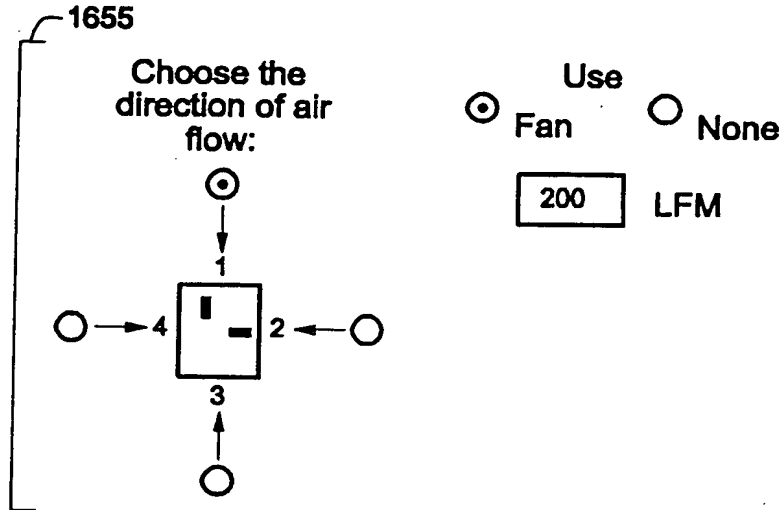 1655
Choose the
direction of air
flow:
Use
Fan
None
200
LFM
1
4
2
3